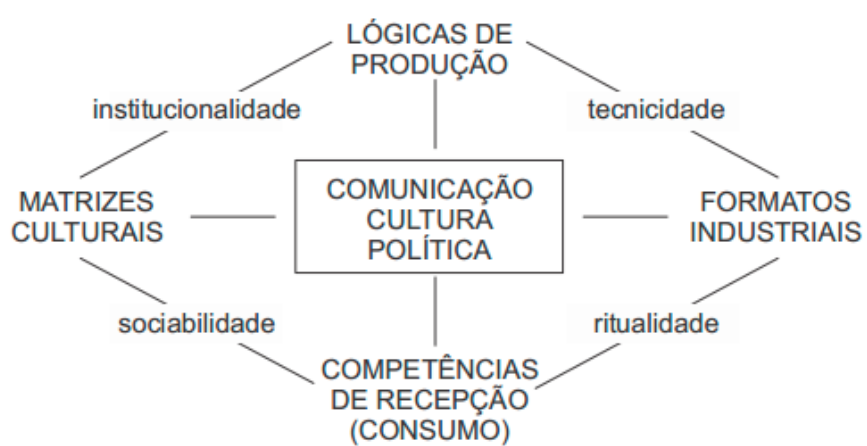 LÓGICAS DE
PRODUÇÃO
institucionalidade
tecnicidade
MATRIZES
CULTURAIS
COMUNICAÇÃO
CULTURA
POLÍTICA
FORMATOS
INDUSTRIAIS
sociabilidade
ritualidade
COMPETÊNCIAS
DE RECEPÇÃO
(CONSUMO)